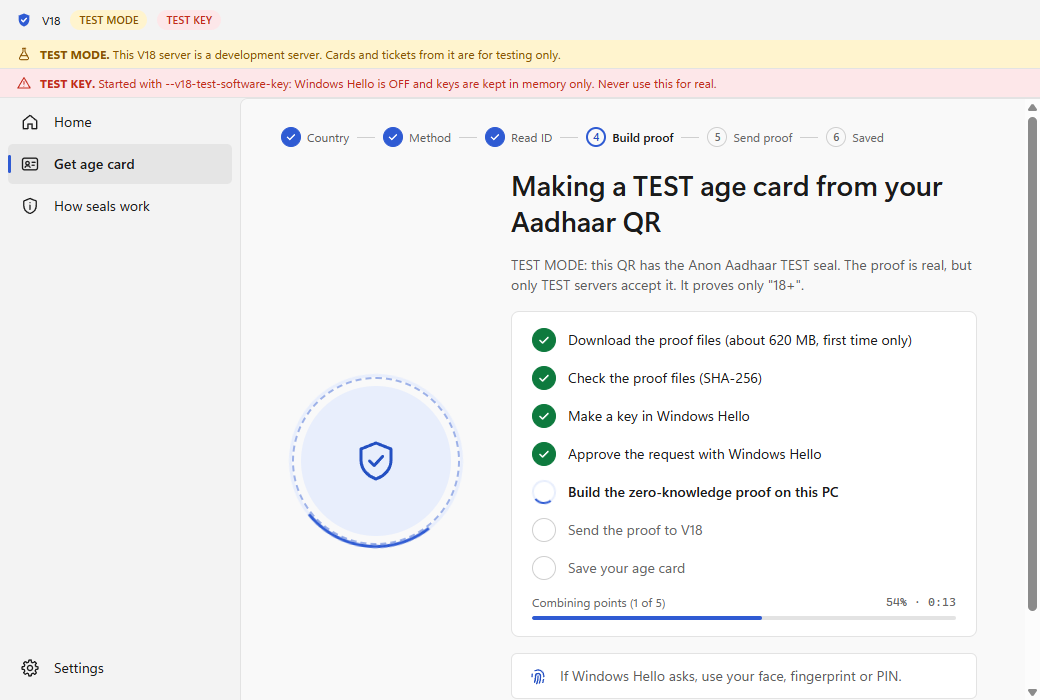 V18 TEST MODE TEST KEY
TEST MODE. This V18 server is a development server. Cards and tickets from it are for testing only.
TEST KEY. Started with --v18-test-software-key: Windows Hello is OFF and keys are kept in memory only. Never use this for real.
Home
Get age card
How seals work
Settings
Country Method Read ID 4 Build proof 5 Send proof 6 Saved
Making a TEST age card from your
Aadhaar QR
TEST MODE: this QR has the Anon Aadhaar TEST seal. The proof is real, but
only TEST servers accept it. It proves only "18+".
Download the proof files (about 620 MB, first time only)
Check the proof files (SHA-256)
Make a key in Windows Hello
Approve the request with Windows Hello
Build the zero-knowledge proof on this PC
Send the proof to V18
Save your age card
Combining points (1 of 5) 54% · 0:13
If Windows Hello asks, use your face, fingerprint or PIN.